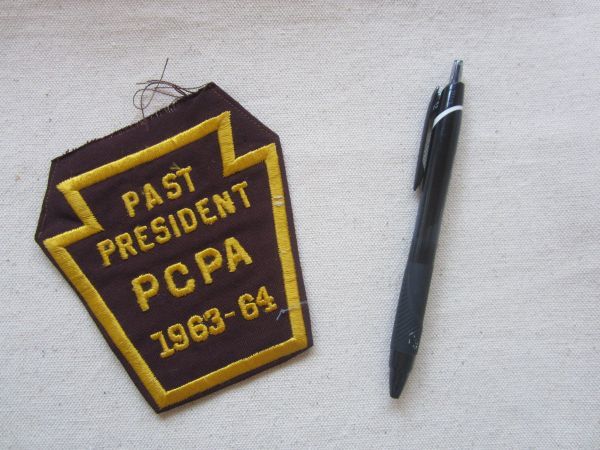 PAST
PRESIDENT
PCPA
1963-64